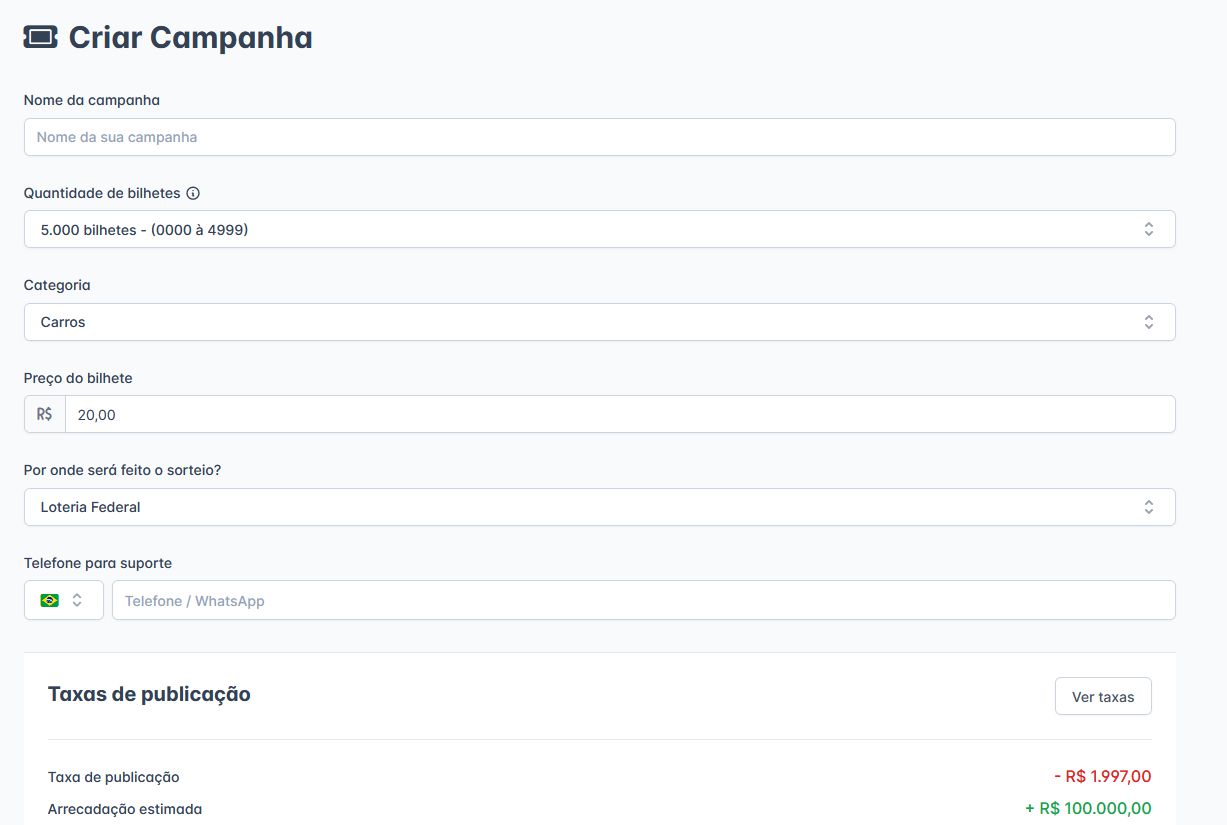 Criar Campanha
Nome da campanha
Nome da sua campanha
Quantidade de bilhetes
5.000 bilhetes - (0000 à 4999)
Categoria
Carros
Preço do bilhete
R$ 20,00
Por onde será feito o sorteio?
Loteria Federal
Telefone para suporte
Telefone / WhatsApp
Taxas de publicação
Ver taxas
Taxa de publicação - R$ 1.997,00
Arrecadação estimada + R$ 100.000,00